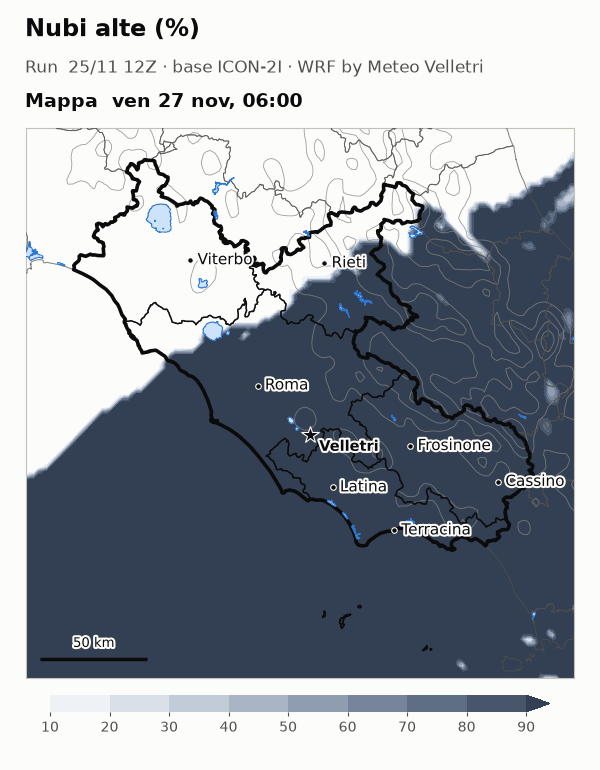 Nubi alte (%)
Run 25/11 12Z · base ICON-2I · WRF by Meteo Velletri
Mappa ven 27 nov, 06:00
Viterbo
Rieti
Roma
Velletri
Frosinone
Latina
Cassino
Terracina
50 km
10 20 30 40 50 60 70 80 90